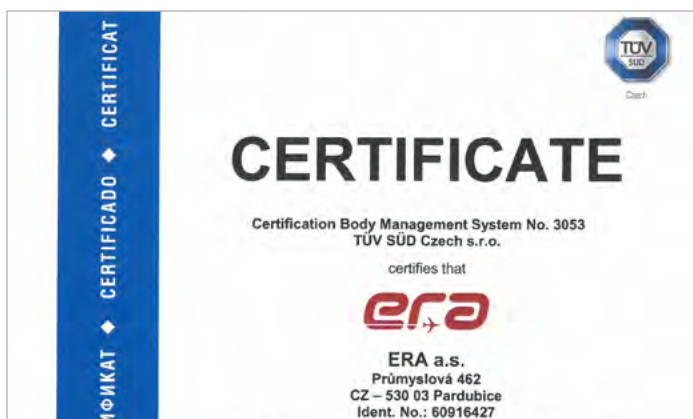 CERTIFICADO ◆ CERTIFICAT
TÜV
SÜD
Czech
CERTIFICATE
Certification Body Management System No. 3053
TÜV SÜD Czech s.r.o.
certifies that
era
ERA a.s.
Průmyslová 462
CZ – 530 03 Pardubice
Ident. No.: 60916427